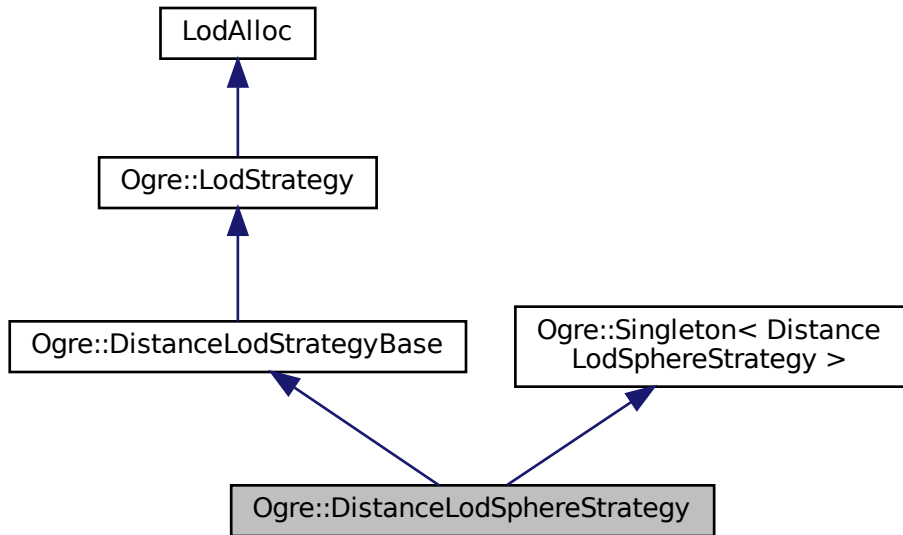 LodAlloc
Ogre::LodStrategy
Ogre::DistanceLodStrategyBase
Ogre::Singleton< Distance
LodSphereStrategy >
Ogre::DistanceLodSphereStrategy